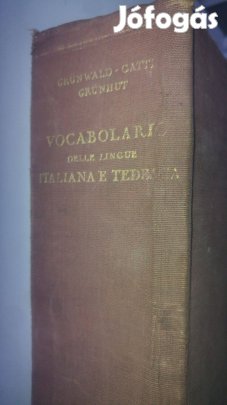 Jófogás
GRÜNWALD - GATTI
GRÜNHUT
VOCABOLARIO
DELLE LINGUE
ITALIANA E TEDESCA